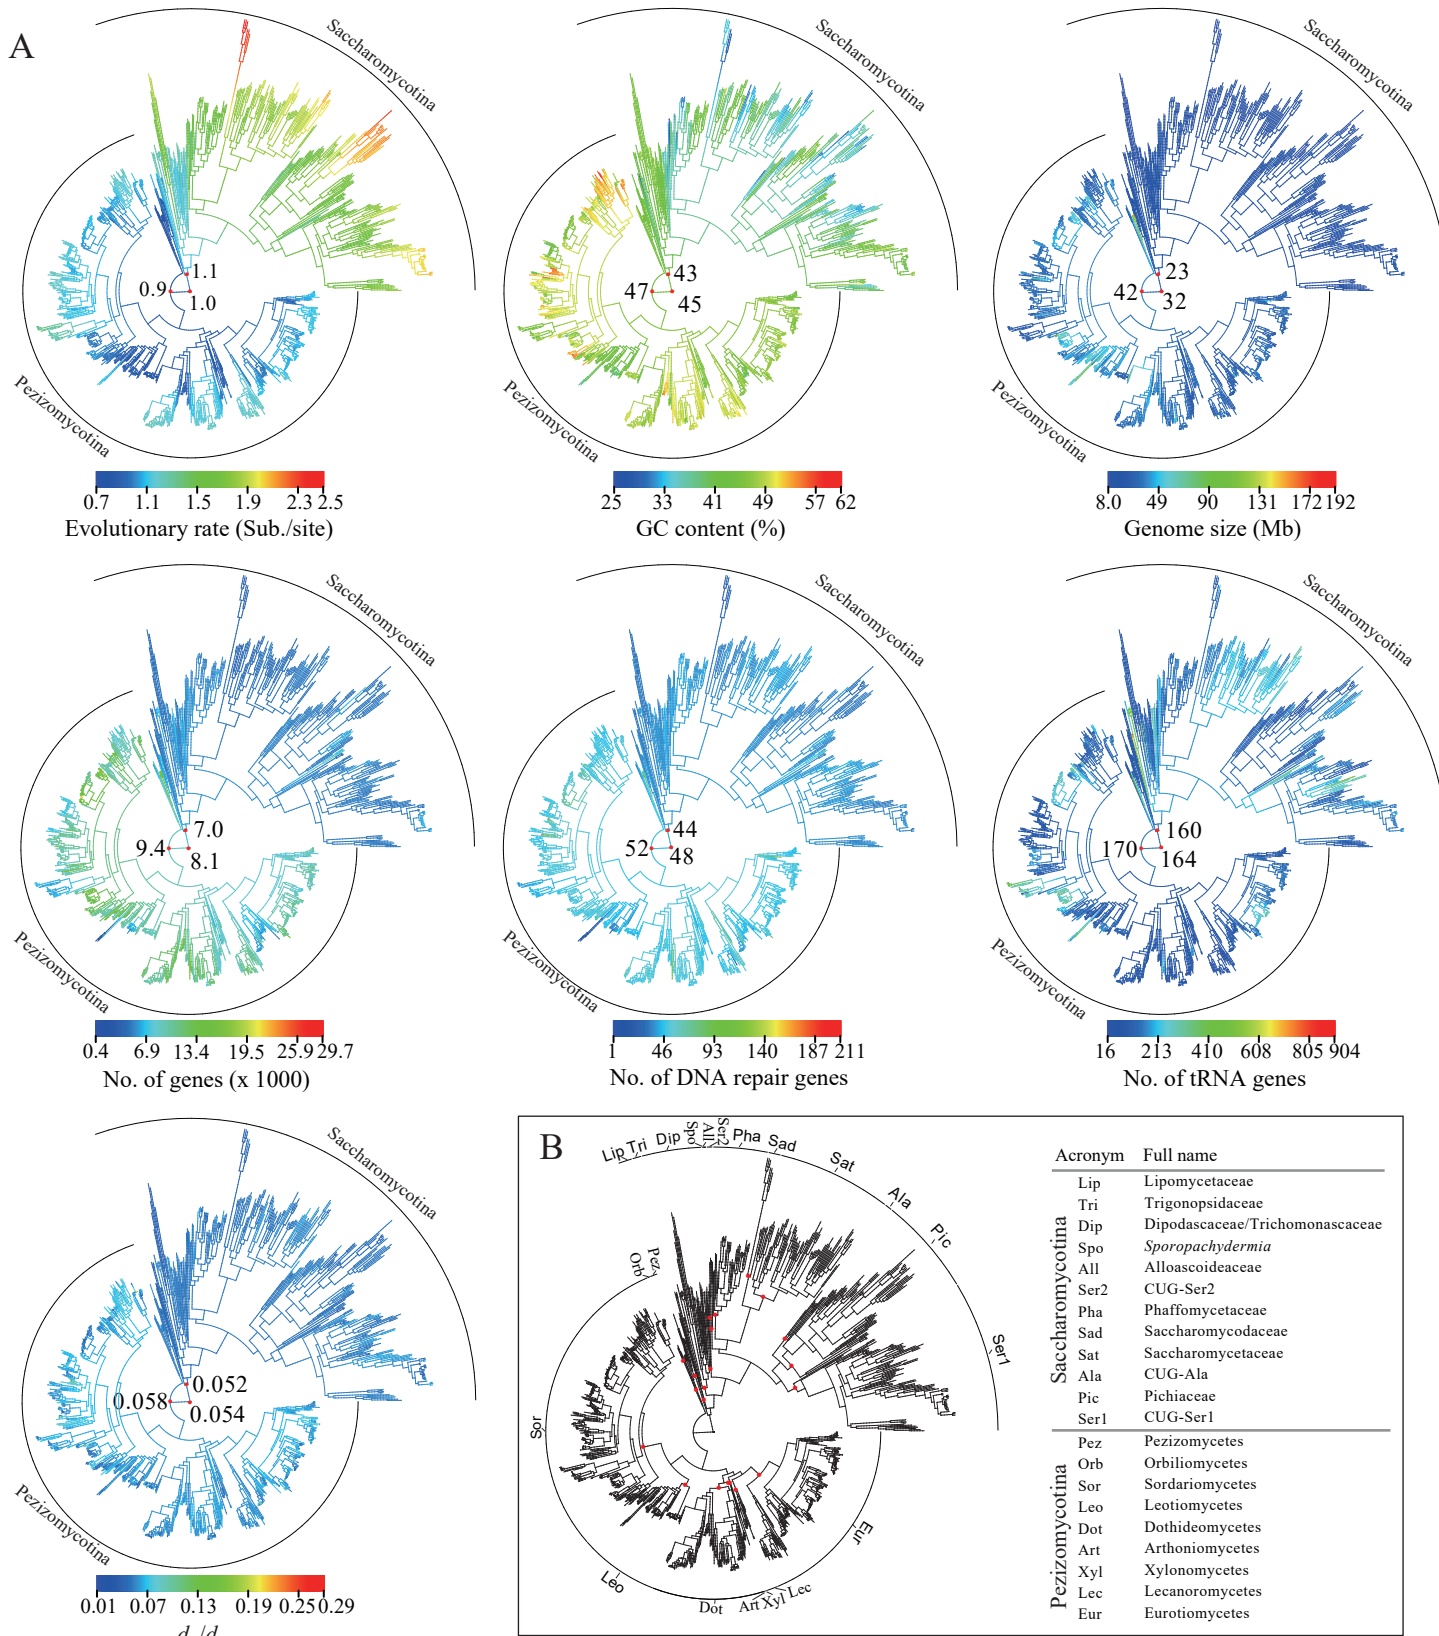 A
Saccharomycotina
Pezizomycotina
1.1
0.9
1.0
0.7 1.1 1.5 1.9 2.3 2.5
Evolutionary rate (Sub./site)
Saccharomycotina
Pezizomycotina
43
47
45
25 33 41 49 57 62
GC content (%)
Saccharomycotina
Pezizomycotina
23
42
32
8.0 49 90 131 172 192
Genome size (Mb)
Saccharomycotina
Pezizomycotina
7.0
9.4
8.1
0.4 6.9 13.4 19.5 25.9 29.7
No. of genes (x 1000)
Saccharomycotina
Pezizomycotina
44
52
48
1 46 93 140 187 211
No. of DNA repair genes
Saccharomycotina
Pezizomycotina
160
170
164
16 213 410 608 805 904
No. of tRNA genes
Saccharomycotina
Pezizomycotina
0.052
0.058
0.054
0.01 0.07 0.13 0.19 0.25 0.29
B
Lip Tri Dip Spo All Ser2 Pha Sad Sat Ala Pic Ser1
Pez
Orb
Sor
Leo
Dot
Art Xyl Lec
Eur
Acronym Full name
Saccharomycotina
Lip Lipomycetaceae
Tri Trigonopsidaceae
Dip Dipodascaceae/Trichomonascaceae
Spo Sporopachydermia
All Alloascoideaceae
Ser2 CUG-Ser2
Pha Phaffomycetaceae
Sad Saccharomycodaceae
Sat Saccharomycetaceae
Ala CUG-Ala
Pic Pichiaceae
Ser1 CUG-Ser1
Pezizomycotina
Pez Pezizomycetes
Orb Orbiliomycetes
Sor Sordariomycetes
Leo Leotiomycetes
Dot Dothideomycetes
Art Arthoniomycetes
Xyl Xylonomycetes
Lec Lecanoromycetes
Eur Eurotiomycetes